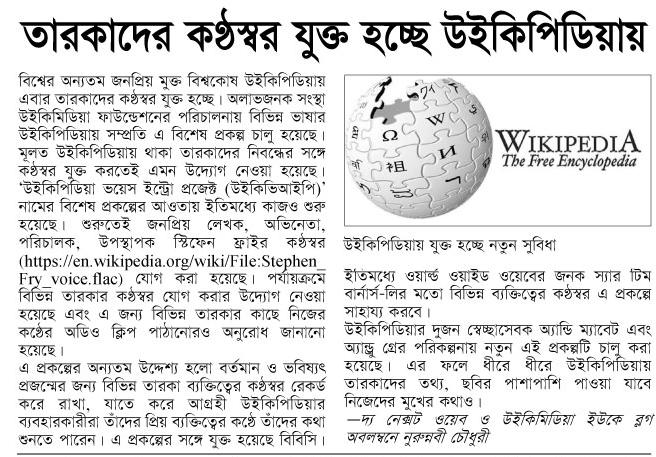 তারকাদের কণ্ঠস্বর যুক্ত হচ্ছে উইকিপিডিয়ায়
বিশ্বের অন্যতম জনপ্রিয় মুক্ত বিশ্বকোষ উইকিপিডিয়ায়
এবার তারকাদের কণ্ঠস্বর যুক্ত হচ্ছে। অলাভজনক সংস্থা
উইকিমিডিয়া ফাউন্ডেশনের পরিচালনায় বিভিন্ন ভাষার
উইকিপিডিয়ায় সম্প্রতি এ বিশেষ প্রকল্প চালু হয়েছে।
মূলত উইকিপিডিয়ায় থাকা তারকাদের নিবন্ধের সঙ্গে
কণ্ঠস্বর যুক্ত করতেই এমন উদ্যোগ নেওয়া হয়েছে।
‘উইকিপিডিয়া ভয়েস ইন্ট্রো প্রজেক্ট (উইকিভিআইপি)’
নামের বিশেষ প্রকল্পের আওতায় ইতিমধ্যে কাজও শুরু
হয়েছে। শুরুতেই জনপ্রিয় লেখক, অভিনেতা,
পরিচালক, উপস্থাপক স্টিফেন ফ্রাইর কণ্ঠস্বর
(https://en.wikipedia.org/wiki/File:Stephen_
Fry_voice.flac) যোগ করা হয়েছে। পর্যায়ক্রমে
বিভিন্ন তারকার কণ্ঠস্বর যোগ করার উদ্যোগ নেওয়া
হয়েছে এবং এ জন্য বিভিন্ন তারকার কাছে নিজের
কণ্ঠের অডিও ক্লিপ পাঠানোরও অনুরোধ জানানো
হয়েছে।
এ প্রকল্পের অন্যতম উদ্দেশ্য হলো বর্তমান ও ভবিষ্যৎ
প্রজন্মের জন্য বিভিন্ন তারকা ব্যক্তিত্বের কণ্ঠস্বর রেকর্ড
করে রাখা, যাতে করে আগ্রহী উইকিপিডিয়ার
ব্যবহারকারীরা তাঁদের প্রিয় ব্যক্তিত্বের কণ্ঠে তাঁদের কথা
শুনতে পারেন। এ প্রকল্পের সঙ্গে যুক্ত হয়েছে বিবিসি।
WIKIPEDIA
The Free Encyclopedia
উইকিপিডিয়ায় যুক্ত হচ্ছে নতুন সুবিধা
ইতিমধ্যে ওয়ার্ল্ড ওয়াইড ওয়েবের জনক স্যার টিম
বার্নার্স-লির মতো বিভিন্ন ব্যক্তিত্বের কণ্ঠস্বর এ প্রকল্পে
সাহায্য করবে।
উইকিপিডিয়ার দুজন স্বেচ্ছাসেবক অ্যান্ডি ম্যাবেট এবং
অ্যান্ড্রু গ্রের পরিকল্পনায় নতুন এই প্রকল্পটি চালু করা
হয়েছে। এর ফলে ধীরে ধীরে উইকিপিডিয়ায়
তারকাদের তথ্য, ছবির পাশাপাশি পাওয়া যাবে
নিজেদের মুখের কথাও।
—দ্য নেক্সট ওয়েব ও উইকিমিডিয়া ইউকে ব্লগ
অবলম্বনে নুরুন্নবী চৌধুরী